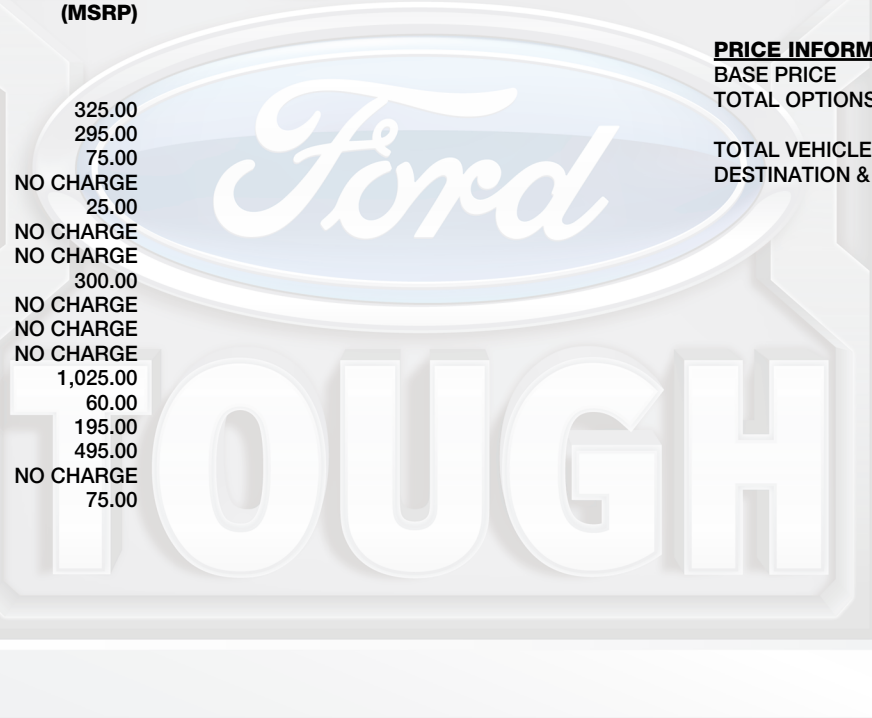 (MSRP)
325.00
295.00
75.00
NO CHARGE
25.00
NO CHARGE
NO CHARGE
300.00
NO CHARGE
NO CHARGE
NO CHARGE
1,025.00
60.00
195.00
495.00
NO CHARGE
75.00
PRICE INFORM
BASE PRICE
TOTAL OPTIONS
TOTAL VEHICLE
DESTINATION &
Ford
TOUGH